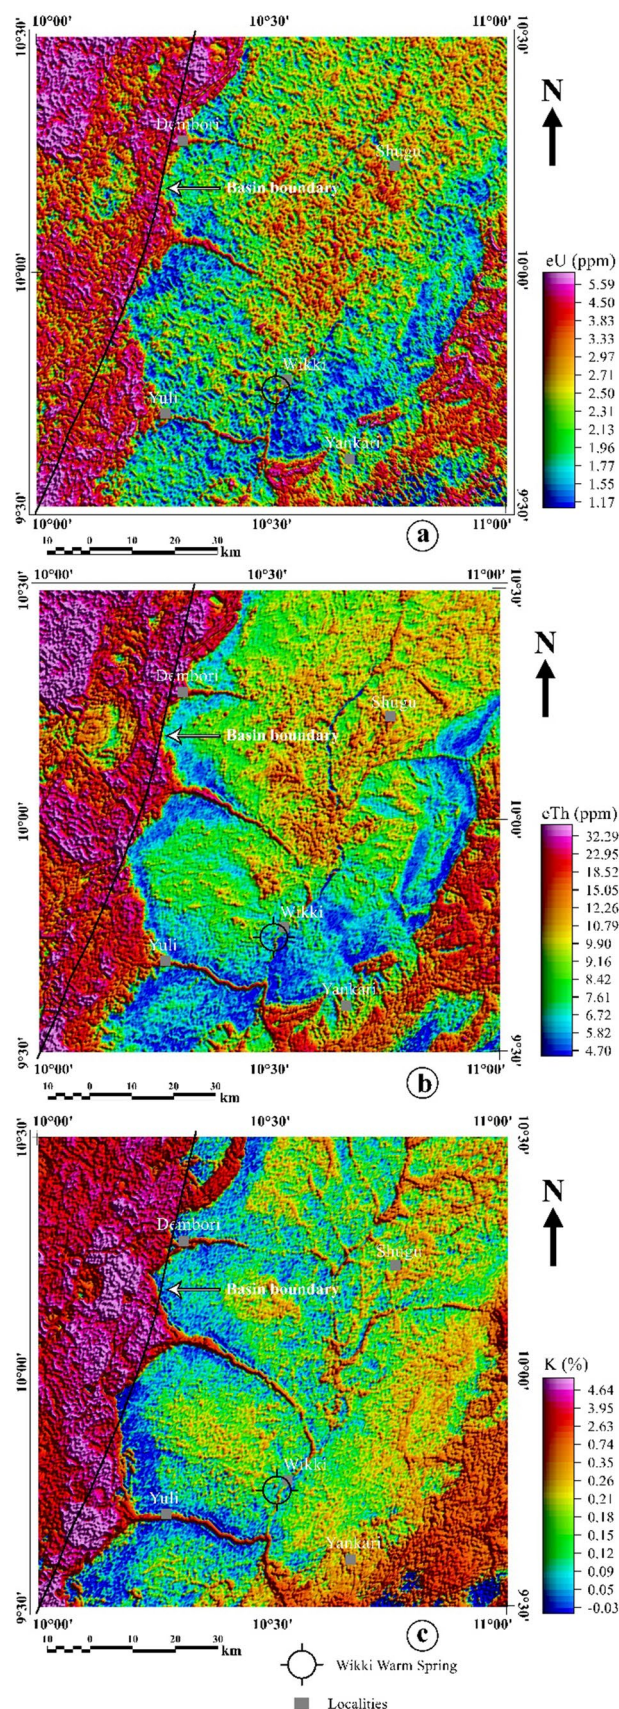 10°00' 10°30' 11°00'
10°30' 10°30'
N
Dembori
Shugu
Basin boundary
10°00' 10°00'
eU (ppm)
5.59
4.50
3.83
3.33
2.97
2.71
2.50
2.31
2.13
1.96
1.77
1.55
1.17
Wikki
Yuli
Yankari
9°30' 9°30'
10°00' 10°30' 11°00'
10 0 10 20 30
km
a
10°00' 10°30' 11°00'
10°30' 10°30'
N
Dembori
Shugu
Basin boundary
10°00' 10°00'
eTh (ppm)
32.29
22.95
18.52
15.05
12.26
10.79
9.90
9.16
8.42
7.61
6.72
5.82
4.70
Wikki
Yuli
Yankari
9°30' 9°30'
10°00' 10°30' 11°00'
10 0 10 20 30
km
b
10°00' 10°30' 11°00'
10°30' 10°30'
N
Dembori
Shugu
Basin boundary
10°00' 10°00'
K (%)
4.64
3.95
2.03
0.74
0.35
0.26
0.21
0.18
0.15
0.12
0.09
0.05
-0.03
Wikki
Yuli
Yankari
9°30' 9°30'
10°00' 10°30' 11°00'
10 0 10 20 30
km
c
Wikki Warm Spring
Localities